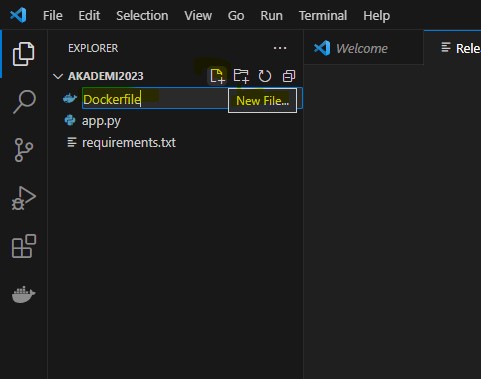 File Edit Selection View Go Run Terminal Help
EXPLORER ...
Welcome
Rele
AKADEMI2023
Dockerfile
New File...
app.py
requirements.txt